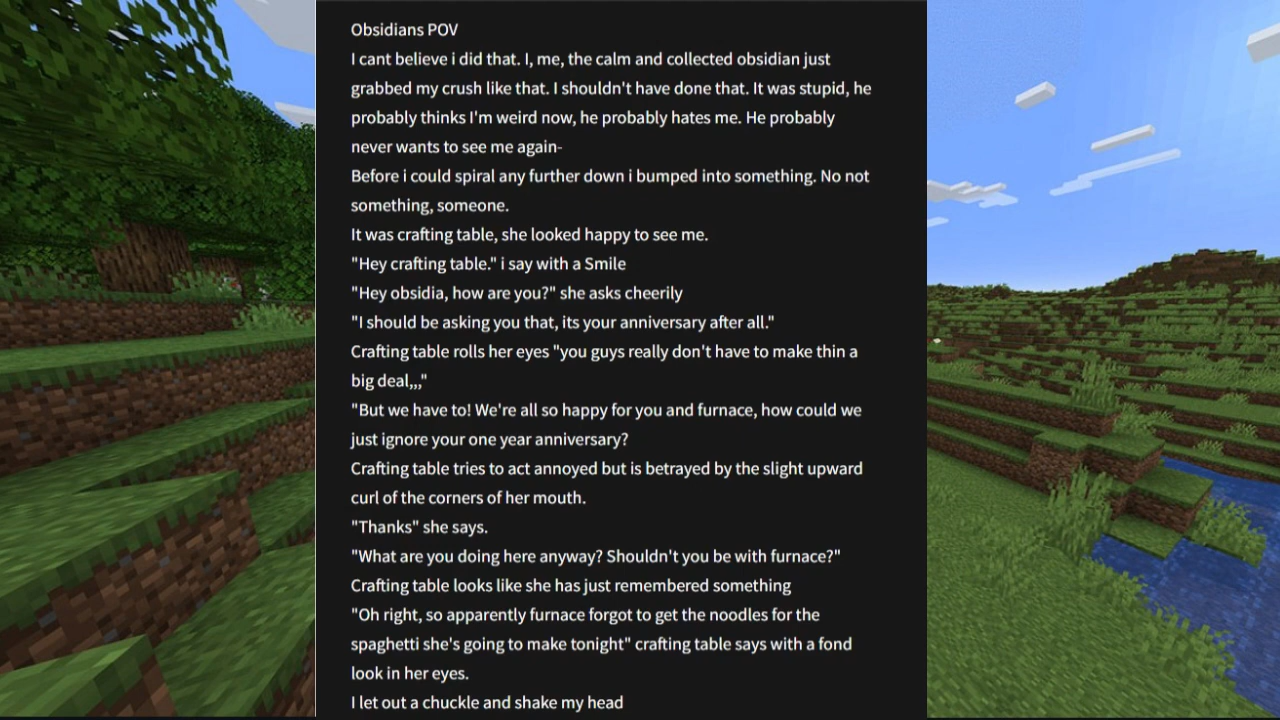 Obsidians POV
I cant believe i did that. I, me, the calm and collected obsidian just
grabbed my crush like that. I shouldn't have done that. It was stupid, he
probably thinks I'm weird now, he probably hates me. He probably
never wants to see me again-
Before i could spiral any further down i bumped into something. No not
something, someone.
It was crafting table, she looked happy to see me.
"Hey crafting table." i say with a Smile
"Hey obsidia, how are you?" she asks cheerily
"I should be asking you that, its your anniversary after all."
Crafting table rolls her eyes "you guys really don't have to make thin a
big deal,,,"
"But we have to! We're all so happy for you and furnace, how could we
just ignore your one year anniversary?
Crafting table tries to act annoyed but is betrayed by the slight upward
curl of the corners of her mouth.
"Thanks" she says.
"What are you doing here anyway? Shouldn't you be with furnace?"
Crafting table looks like she has just remembered something
"Oh right, so apparently furnace forgot to get the noodles for the
spaghetti she's going to make tonight" crafting table says with a fond
look in her eyes.
I let out a chuckle and shake my head